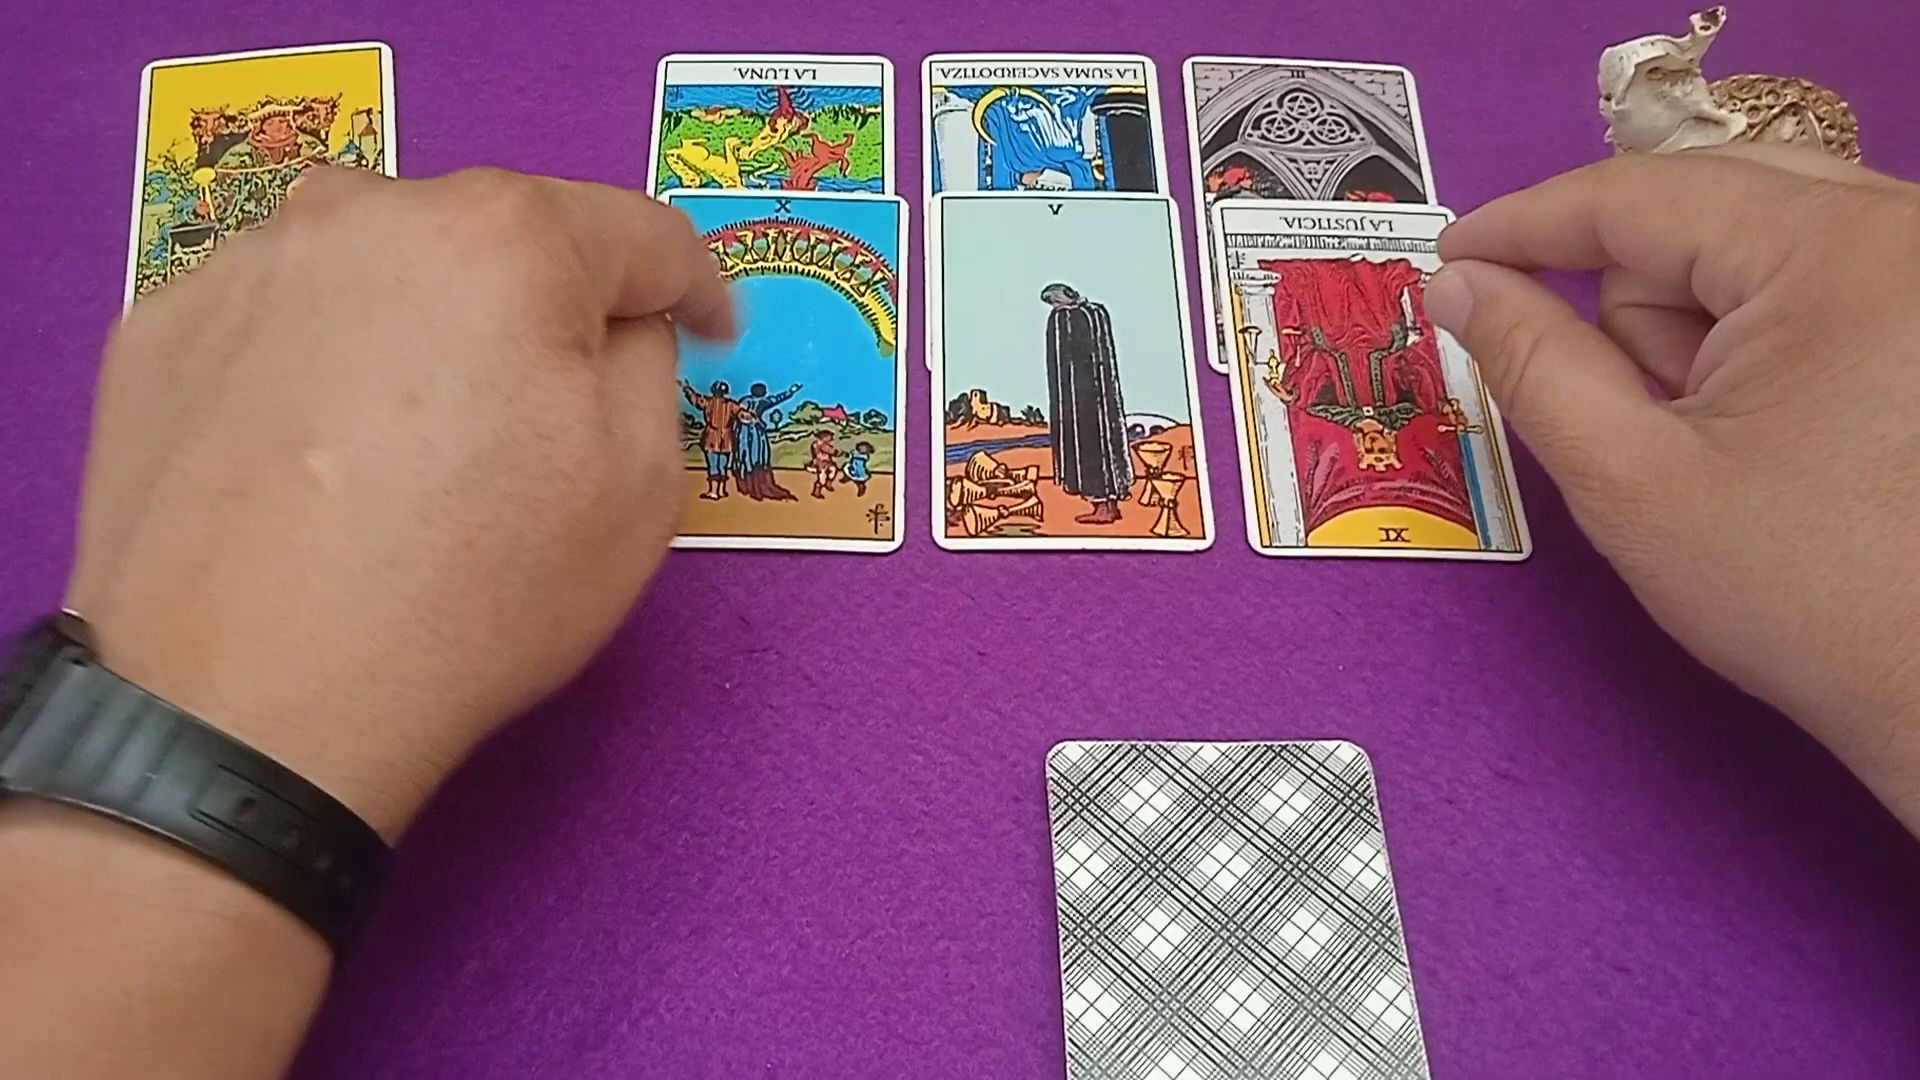 LA LUNA.
LA SUMA SACERDOTIZA.
III
X
V
LA JUSTICIA.
XI